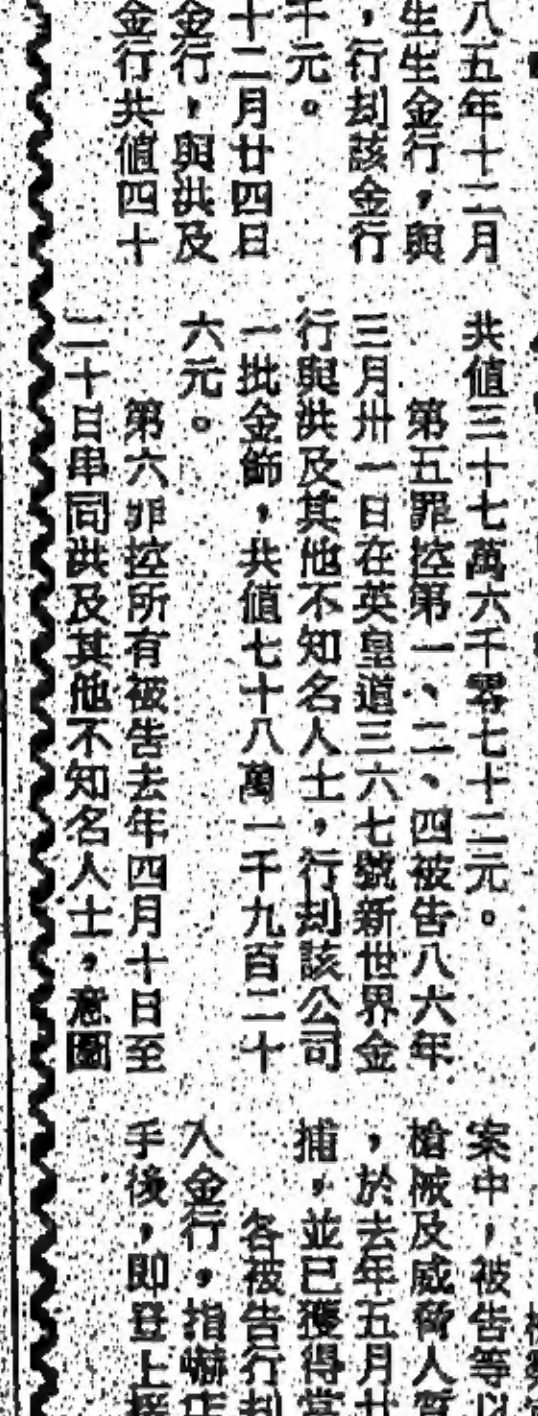 八五年十二月
生生金行，與
，行刧該金行
千元。
十二月廿四日
金行，與洪及
金行共値四十
共値三十七萬六千零七十二元。
第五罪控第一、二、四被告八六年
三月卅一日在英皇道三六七號新世界金
行與洪及其他不知名人士，行刧該公司
一批金飾，共値七十八萬一千九百二十
六元。
第六罪控所有被告去年四月十日至
二十日串同洪及其他不知名人士，意圖
案中，被告等以
槍械及威脅人
，於去年五月廿
捕，並已獲得當
各被告行刧
入金行，指嚇店
手後，即登上